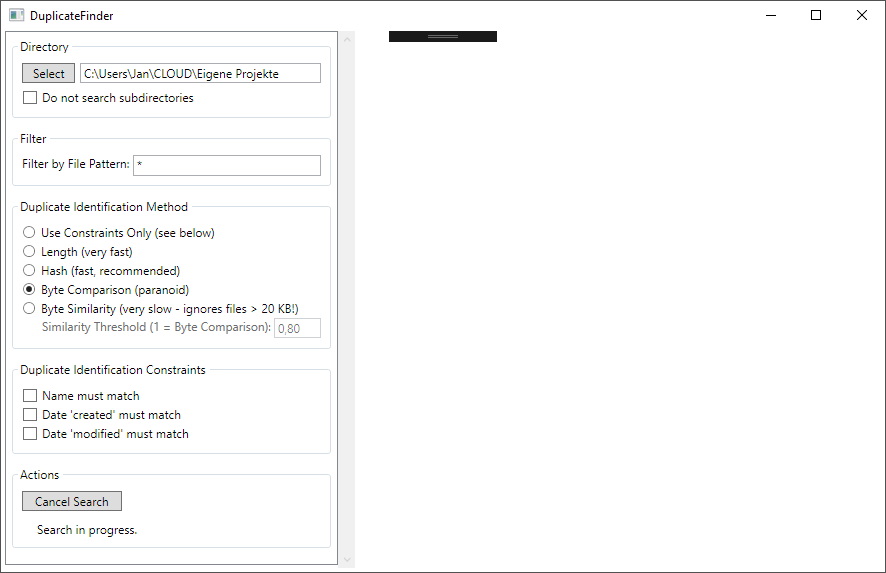 DuplicateFinder
Directory
Select C:\Users\Jan\CLOUD\Eigene Projekte
Do not search subdirectories
Filter
Filter by File Pattern: *
Duplicate Identification Method
Use Constraints Only (see below)
Length (very fast)
Hash (fast, recommended)
Byte Comparison (paranoid)
Byte Similarity (very slow - ignores files > 20 KB!)
Similarity Threshold (1 = Byte Comparison): 0,80
Duplicate Identification Constraints
Name must match
Date 'created' must match
Date 'modified' must match
Actions
Cancel Search
Search in progress.